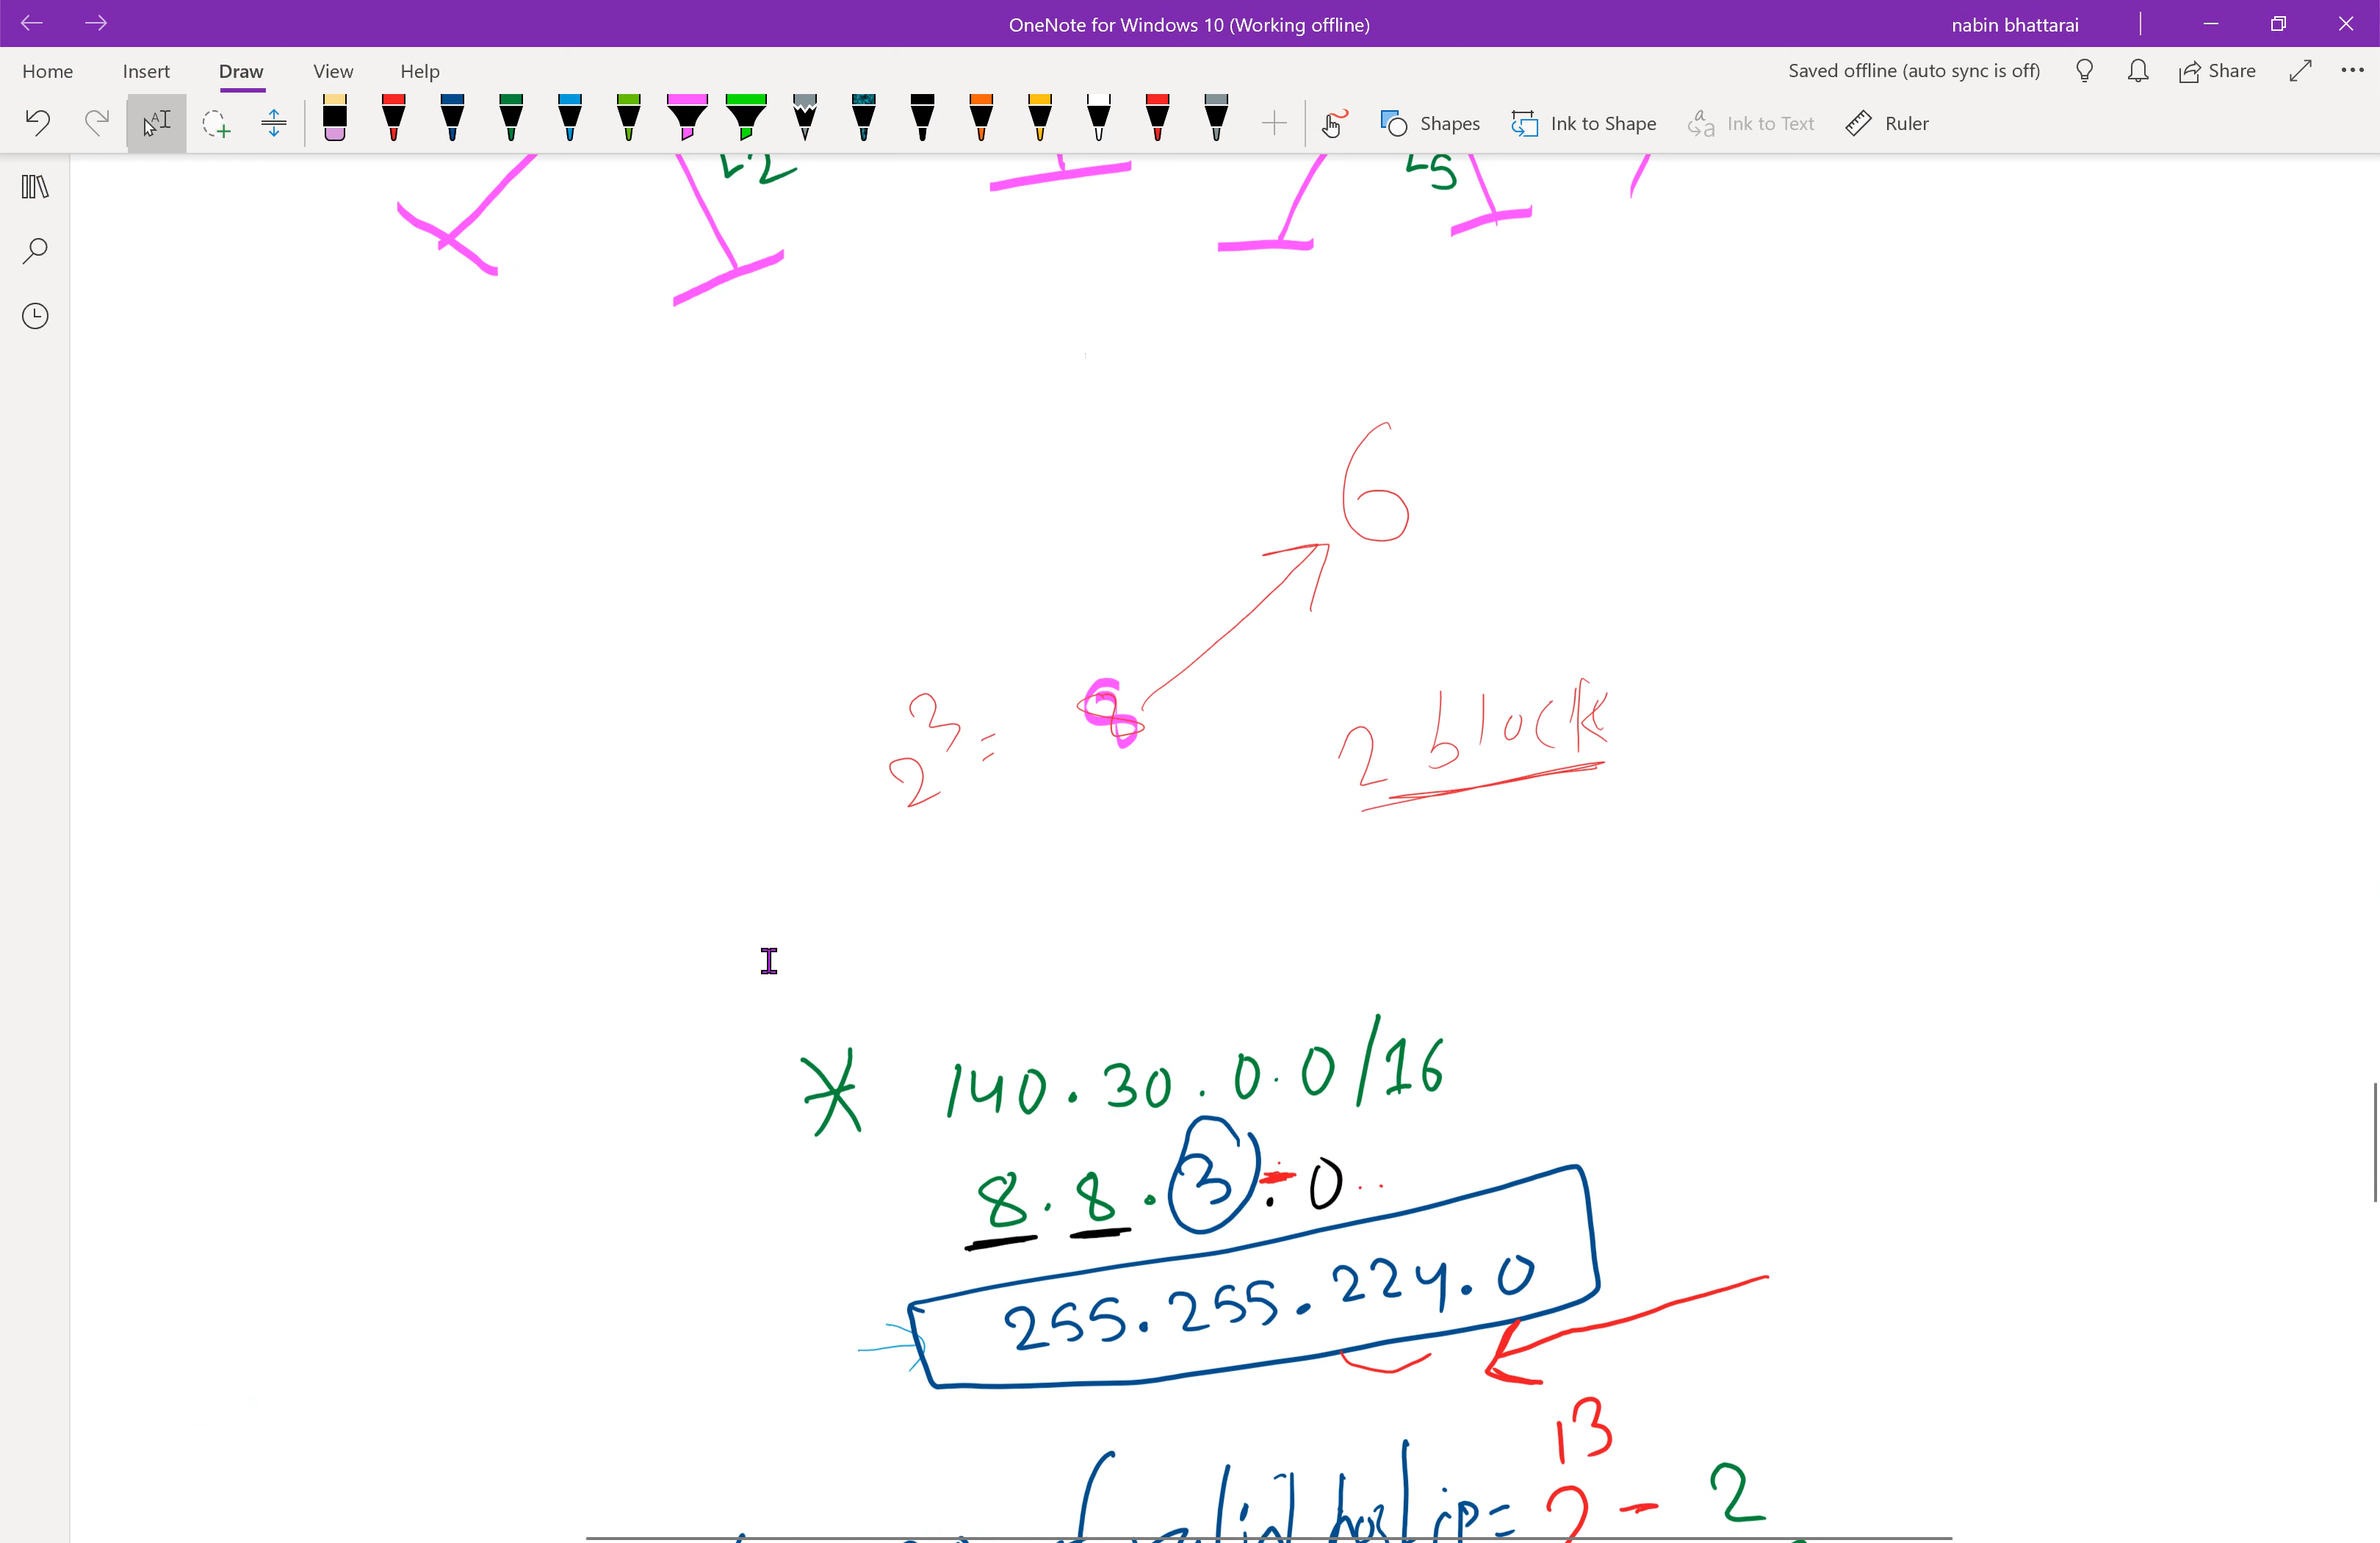 OneNote for Windows 10 (Working offline) nabin bhattarai
Home Insert Draw View Help Saved offline (auto sync is off) Share
Shapes Ink to Shape Ink to Text Ruler
6
2³ = 8 2 block
140.30.0.0/16
8.8.3.0
255.255.224.0
13
valid host ip = 2 - 2